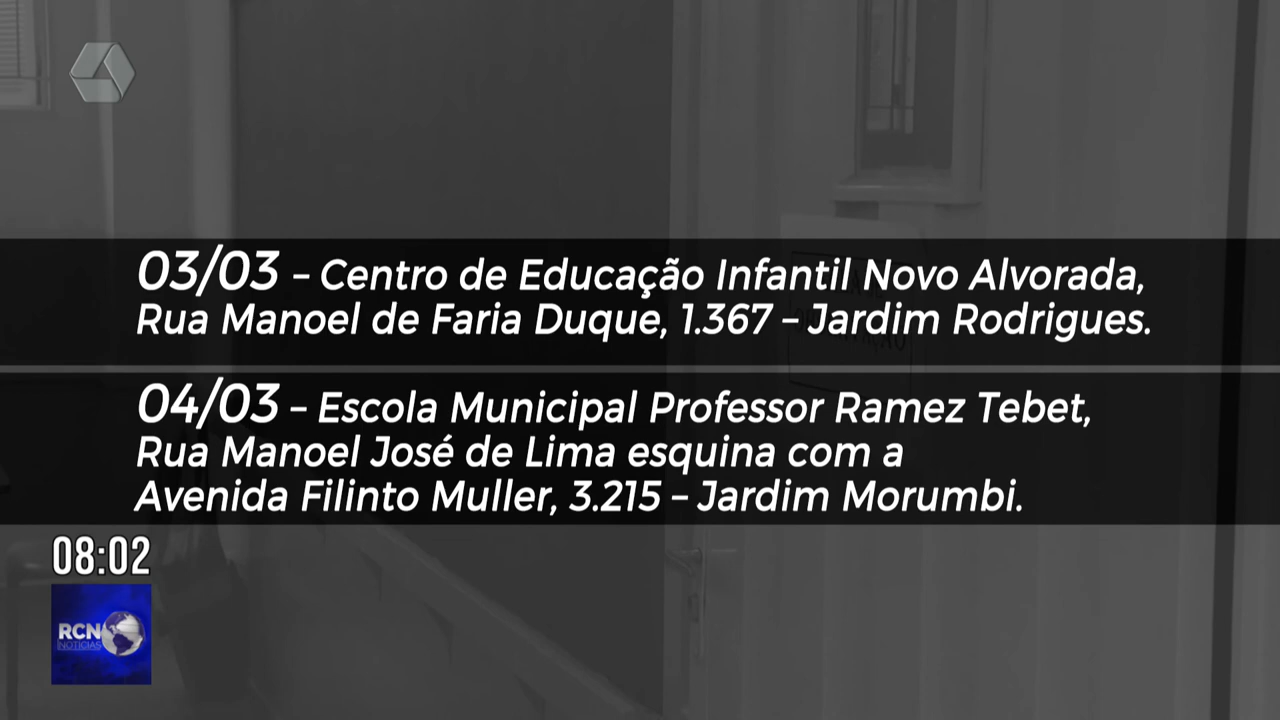 03/03 – Centro de Educação Infantil Novo Alvorada,
Rua Manoel de Faria Duque, 1.367 – Jardim Rodrigues.
04/03 – Escola Municipal Professor Ramez Tebet,
Rua Manoel José de Lima esquina com a
Avenida Filinto Muller, 3.215 – Jardim Morumbi.
08:02
RCN
NOTÍCIAS